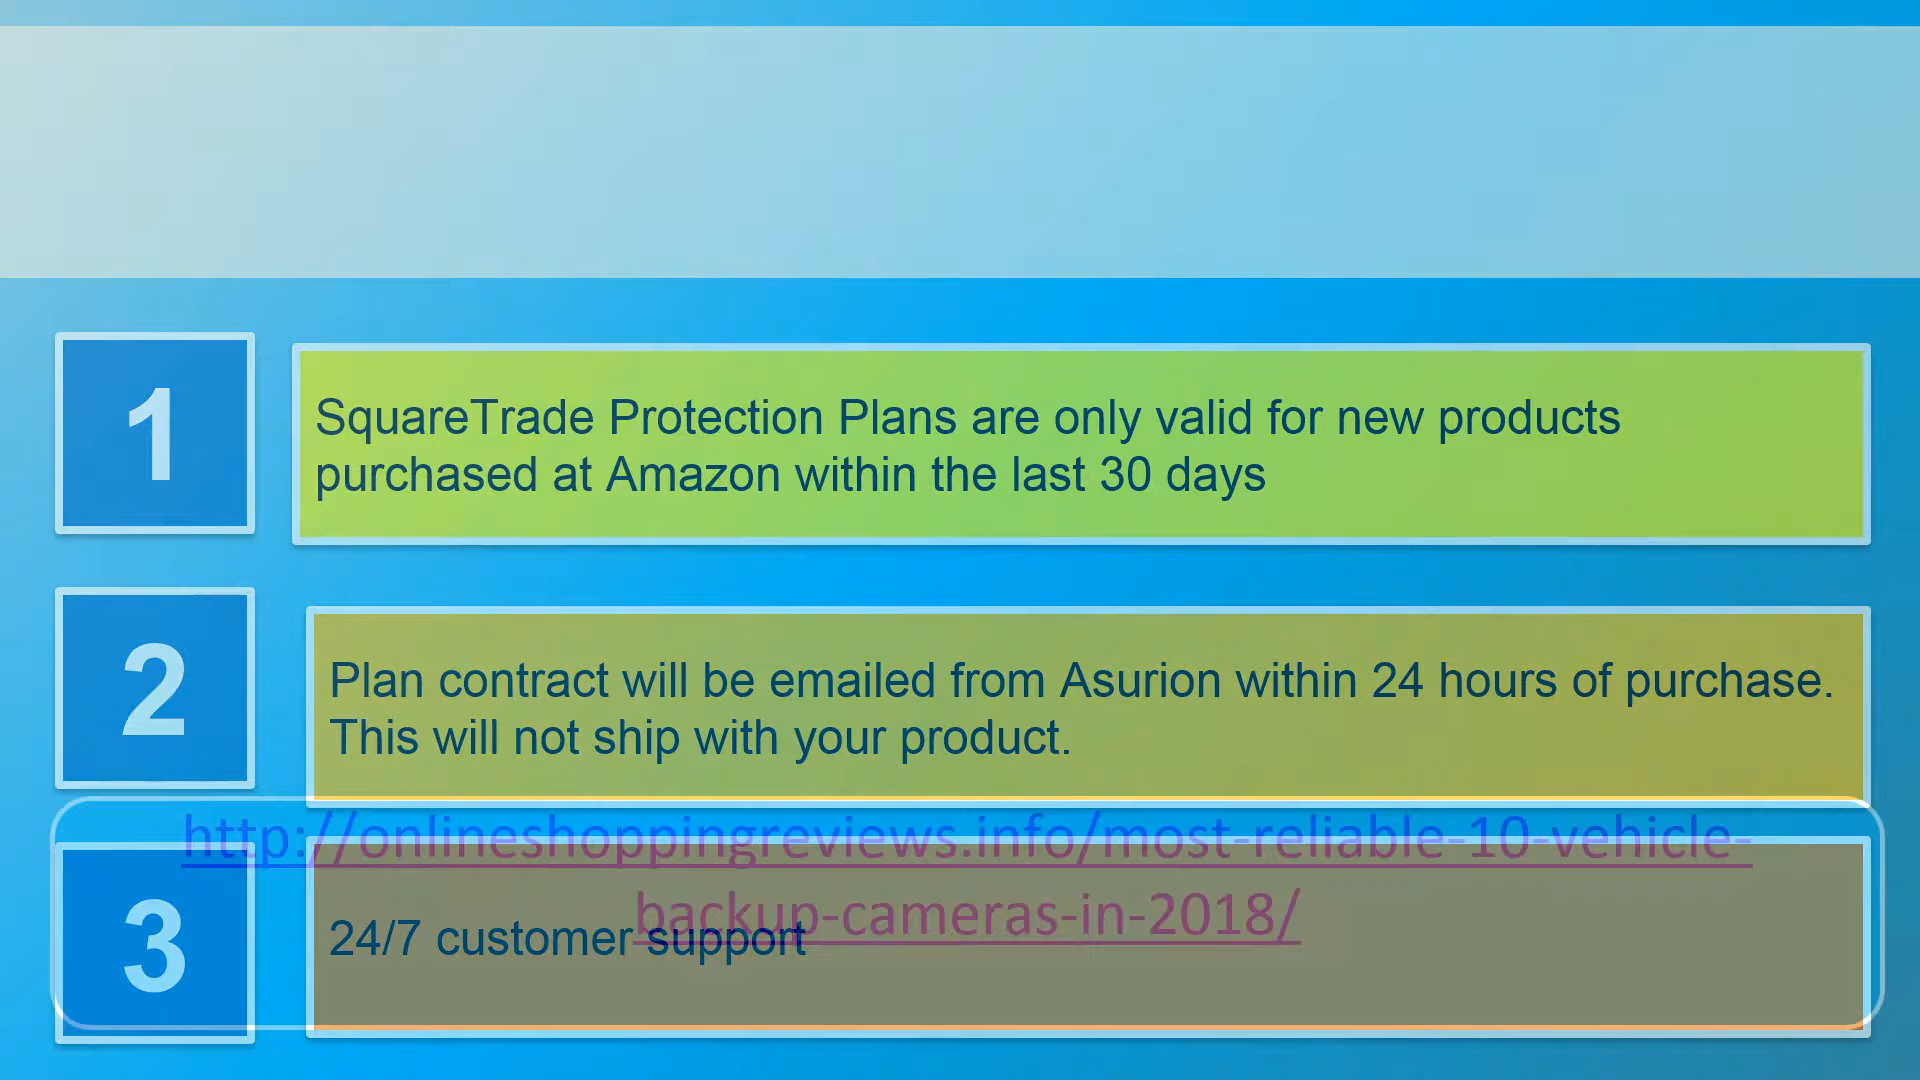 1
SquareTrade Protection Plans are only valid for new products
purchased at Amazon within the last 30 days
2
Plan contract will be emailed from Asurion within 24 hours of purchase.
This will not ship with your product.
http://onlineshoppingreviews.info/most-reliable-10-vehicle-
backup-cameras-in-2018/
3
24/7 customer support